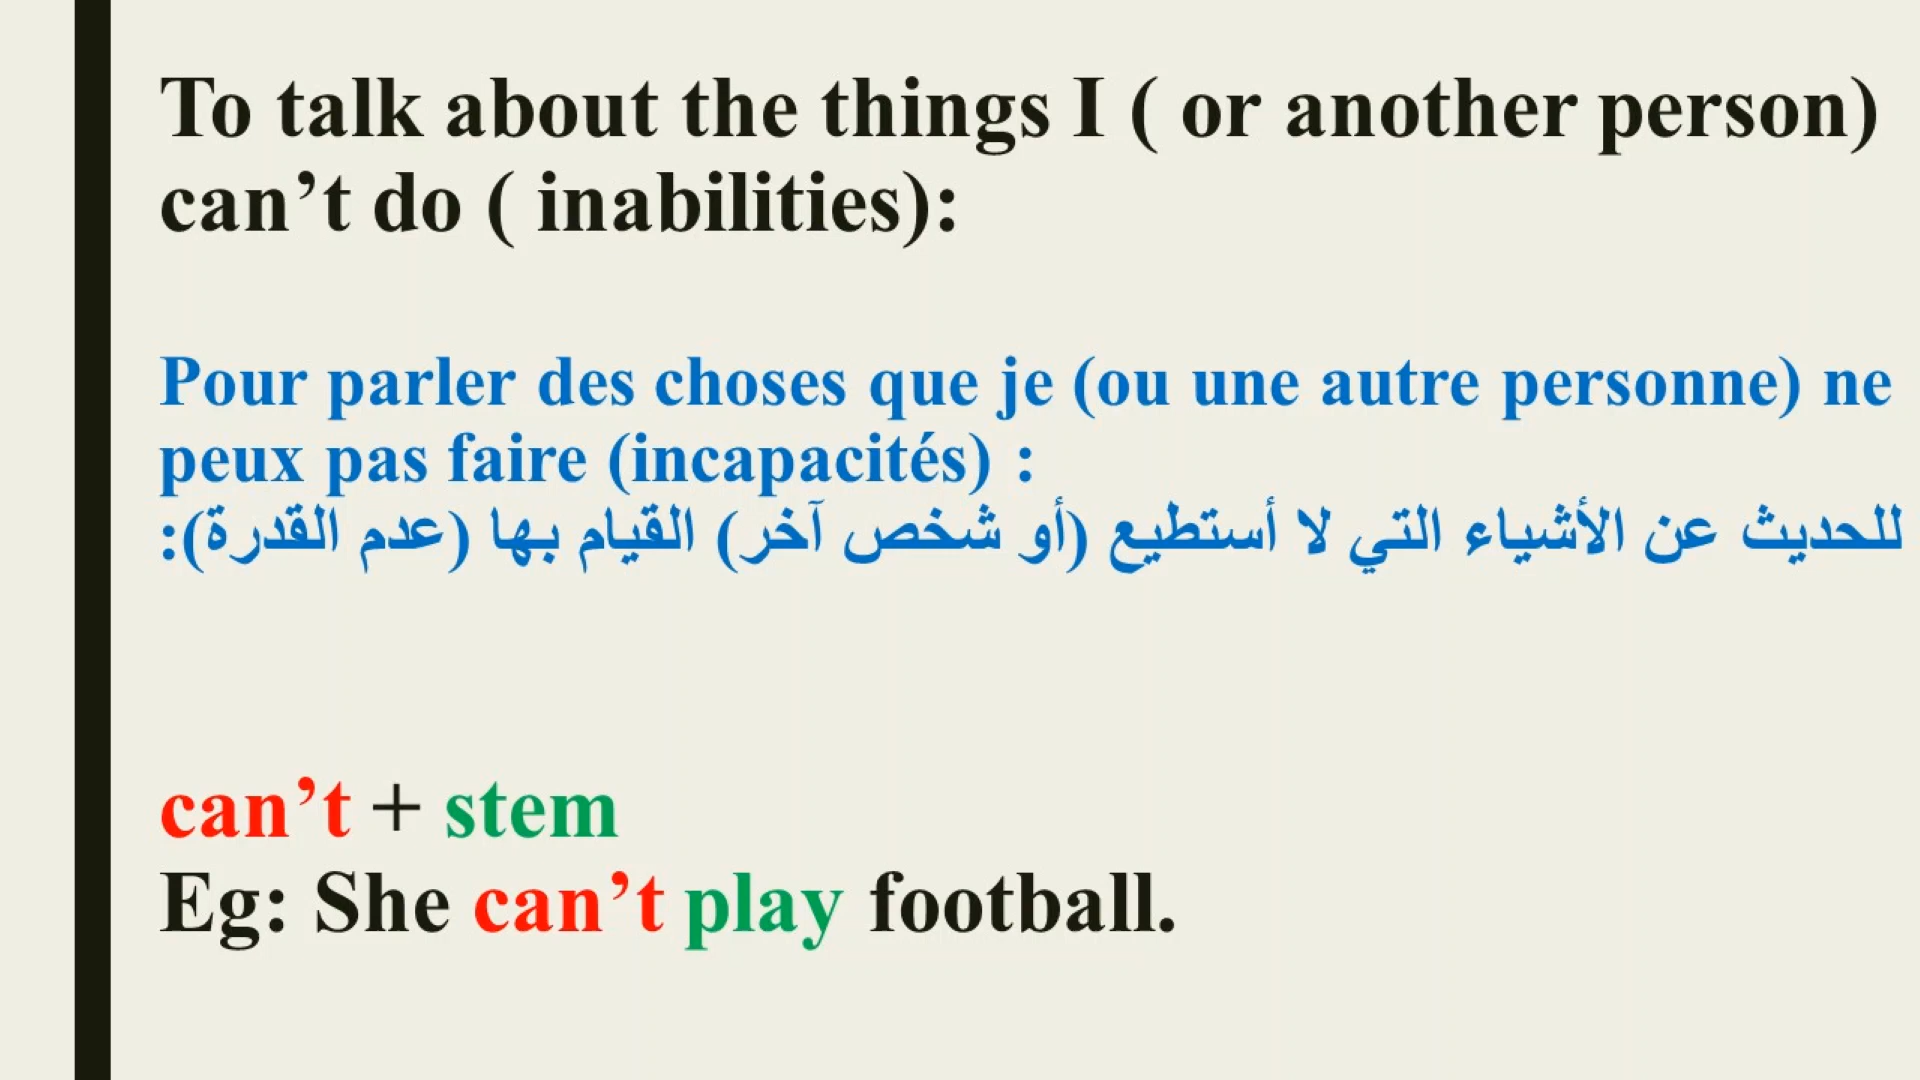 To talk about the things I ( or another person)
can’t do ( inabilities):
Pour parler des choses que je (ou une autre personne) ne
peux pas faire (incapacités) :
للحديث عن الأشياء التي لا أستطيع (أو شخص آخر) القيام بها (عدم القدرة):
can’t + stem
Eg: She can’t play football.